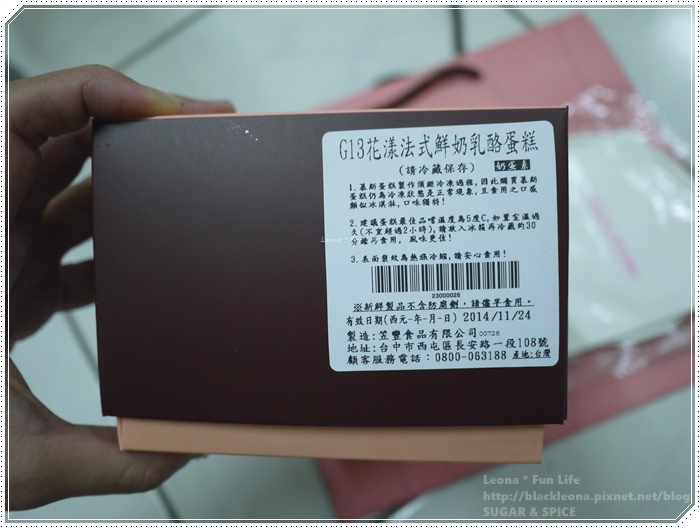 G13花漾法式鮮奶乳酪蛋糕
(請冷藏保存) 奶蛋素
1.慕斯蛋糕製作須經冷凍過程,因此購買慕斯
蛋糕仍為冷凍狀態是正常現象,且食用之口感
類似冰淇淋,口味獨特!
2.建議蛋糕最佳品嚐溫度為5度C,如置室溫過
久(不宜超過2小時),請放入冰箱再冷藏約30
分鐘再食用, 風味更佳!
3.表面裂紋為熱漲冷縮,請安心食用!
23000026
※新鮮製品不含防腐劑,請儘早食用。
有效日期(西元-年-月-日) 2014/11/24
製造:笠豐食品有限公司 00726
地址:台中市西屯區長安路一段108號
顧客服務電話:0800-063188 產地:台灣
Leona * Fun Life
http://blackleona.pixnet.net/blog
SUGAR & SPICE